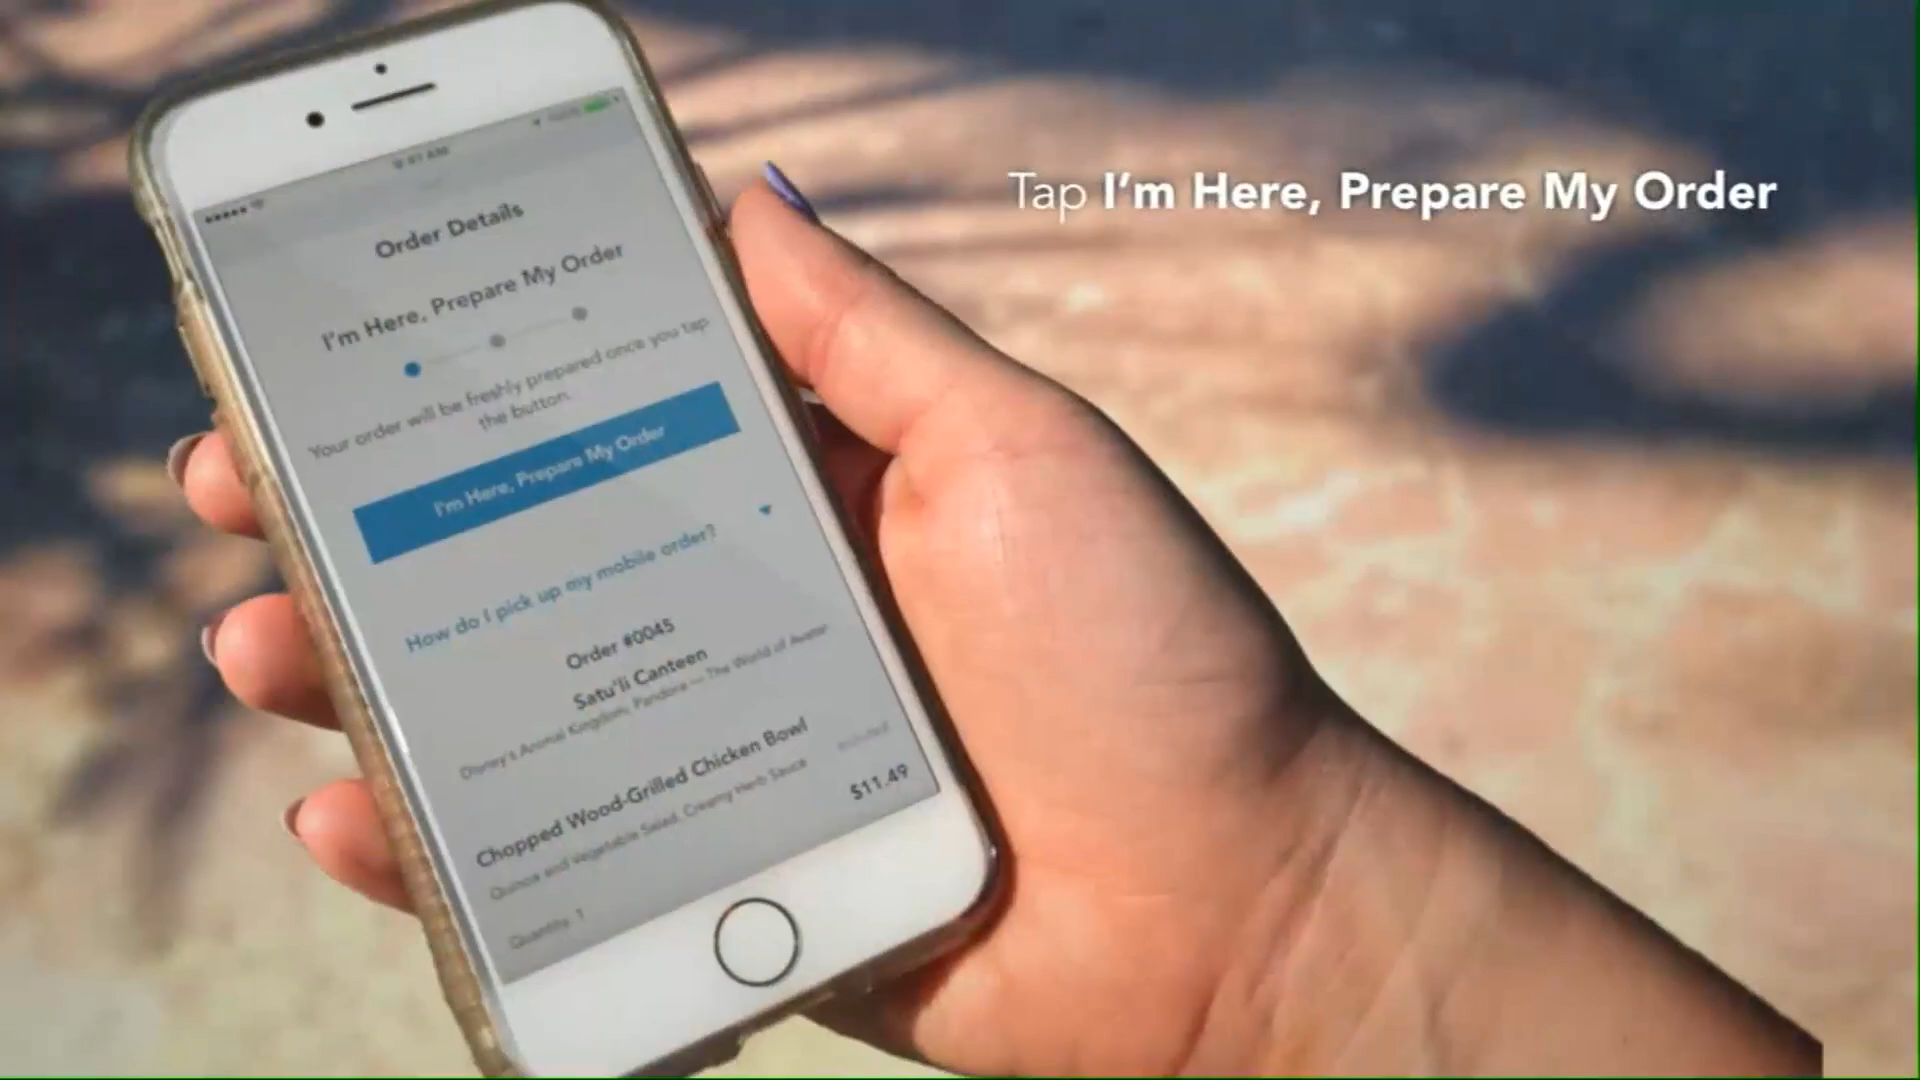 Tap I'm Here, Prepare My Order
9:41 AM
Order Details
I'm Here, Prepare My Order
Your order will be freshly prepared once you tap
the button.
I'm Here, Prepare My Order
How do I pick up my mobile order?
Order #0045
Satu'li Canteen
Disney's Animal Kingdom, Pandora — The World of Avatar
Chopped Wood-Grilled Chicken Bowl
Quinoa and Vegetable Salad, Creamy Herb Sauce
$11.49
Quantity: 1